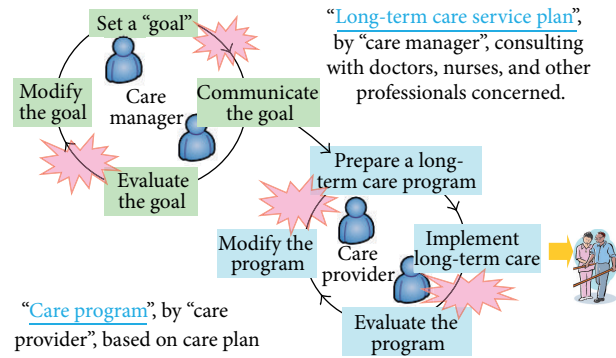 Set a “goal”
Modify
the goal
Care
manager
Communicate
the goal
Evaluate
the goal
“Long-term care service plan”,
by “care manager”, consulting
with doctors, nurses, and other
professionals concerned.
Prepare a long-
term care program
Modify the
program
Care
provider
Implement
long-term care
Evaluate the
program
“Care program”, by “care
provider”, based on care plan